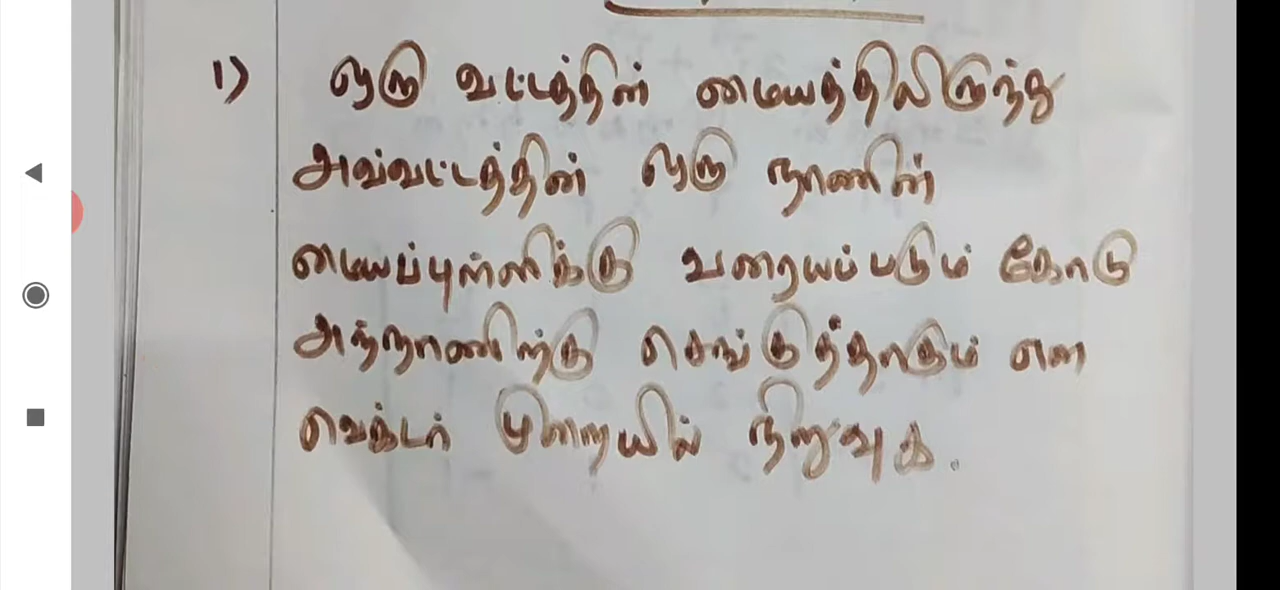 1) ஒரு வட்டத்தின் மையத்திலிருந்து
அவ்வட்டத்தின் ஒரு நாணின்
மையப்புள்ளிக்கு வரையப்படும் கோடு
அந்நாணிற்கு செங்குத்தாகும் என
வெக்டர் முறையில் நிறுவுக.